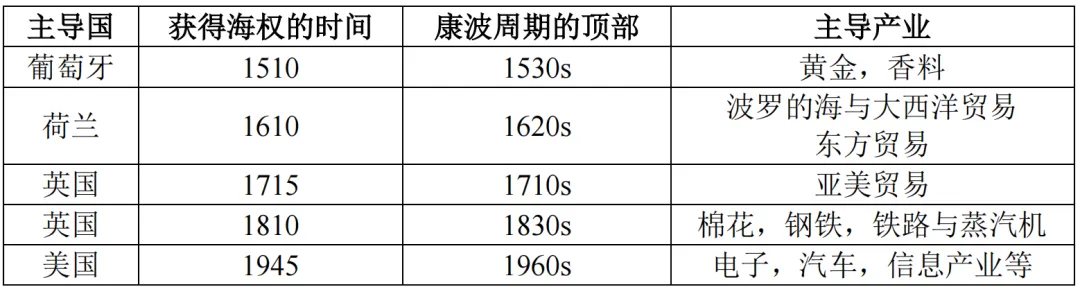 主导国 获得海权的时间 康波周期的顶部 主导产业
葡萄牙 1510 1530s 黄金，香料
荷兰 1610 1620s 波罗的海与大西洋贸易
东方贸易
英国 1715 1710s 亚美贸易
英国 1810 1830s 棉花，钢铁，铁路与蒸汽机
美国 1945 1960s 电子，汽车，信息产业等